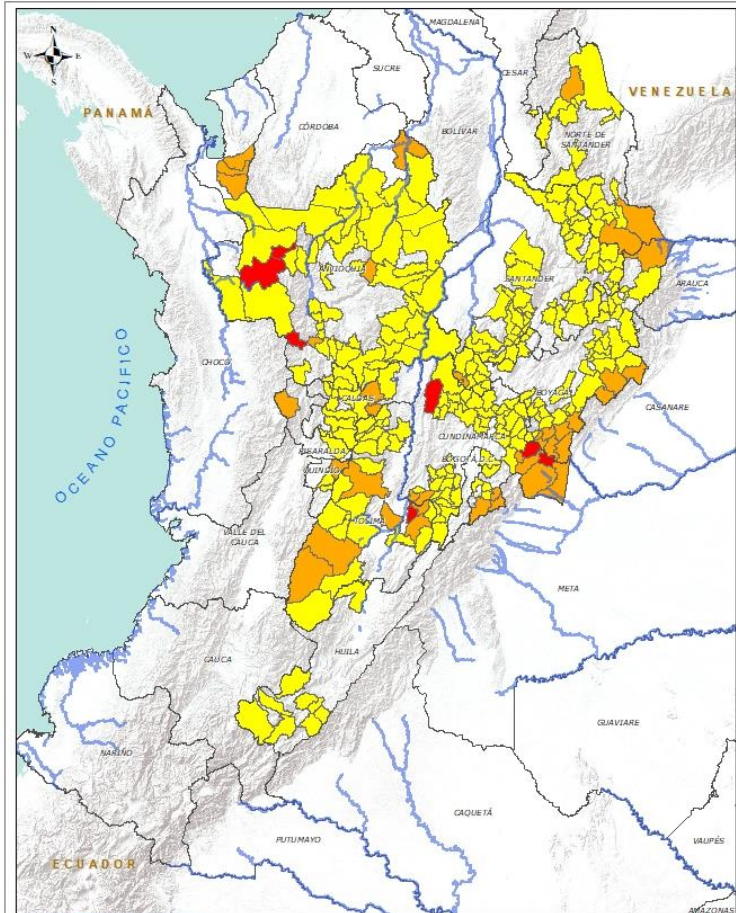 N
W E
S
MAGDALENA
SUCRE
CESAR
VENEZUELA
PANAMÁ
CÓRDOBA
BOLÍVAR
NORTE DE
SANTANDER
ANTIOQUIA
SANTANDER
ARAUCA
CHOCÓ
OCEANO PACIFICO
BOYACÁ
CALDAS
CASANARE
CUNDINAMARCA
RISARALDA
BOGOTÁ D.C.
QUINDÍO
TOLIMA
VALLE DEL
CAUCA
META
CAUCA
HUILA
GUAVIARE
NARIÑO
CAQUETÁ
PUTUMAYO
VAUPÉS
ECUADOR
AMAZONAS